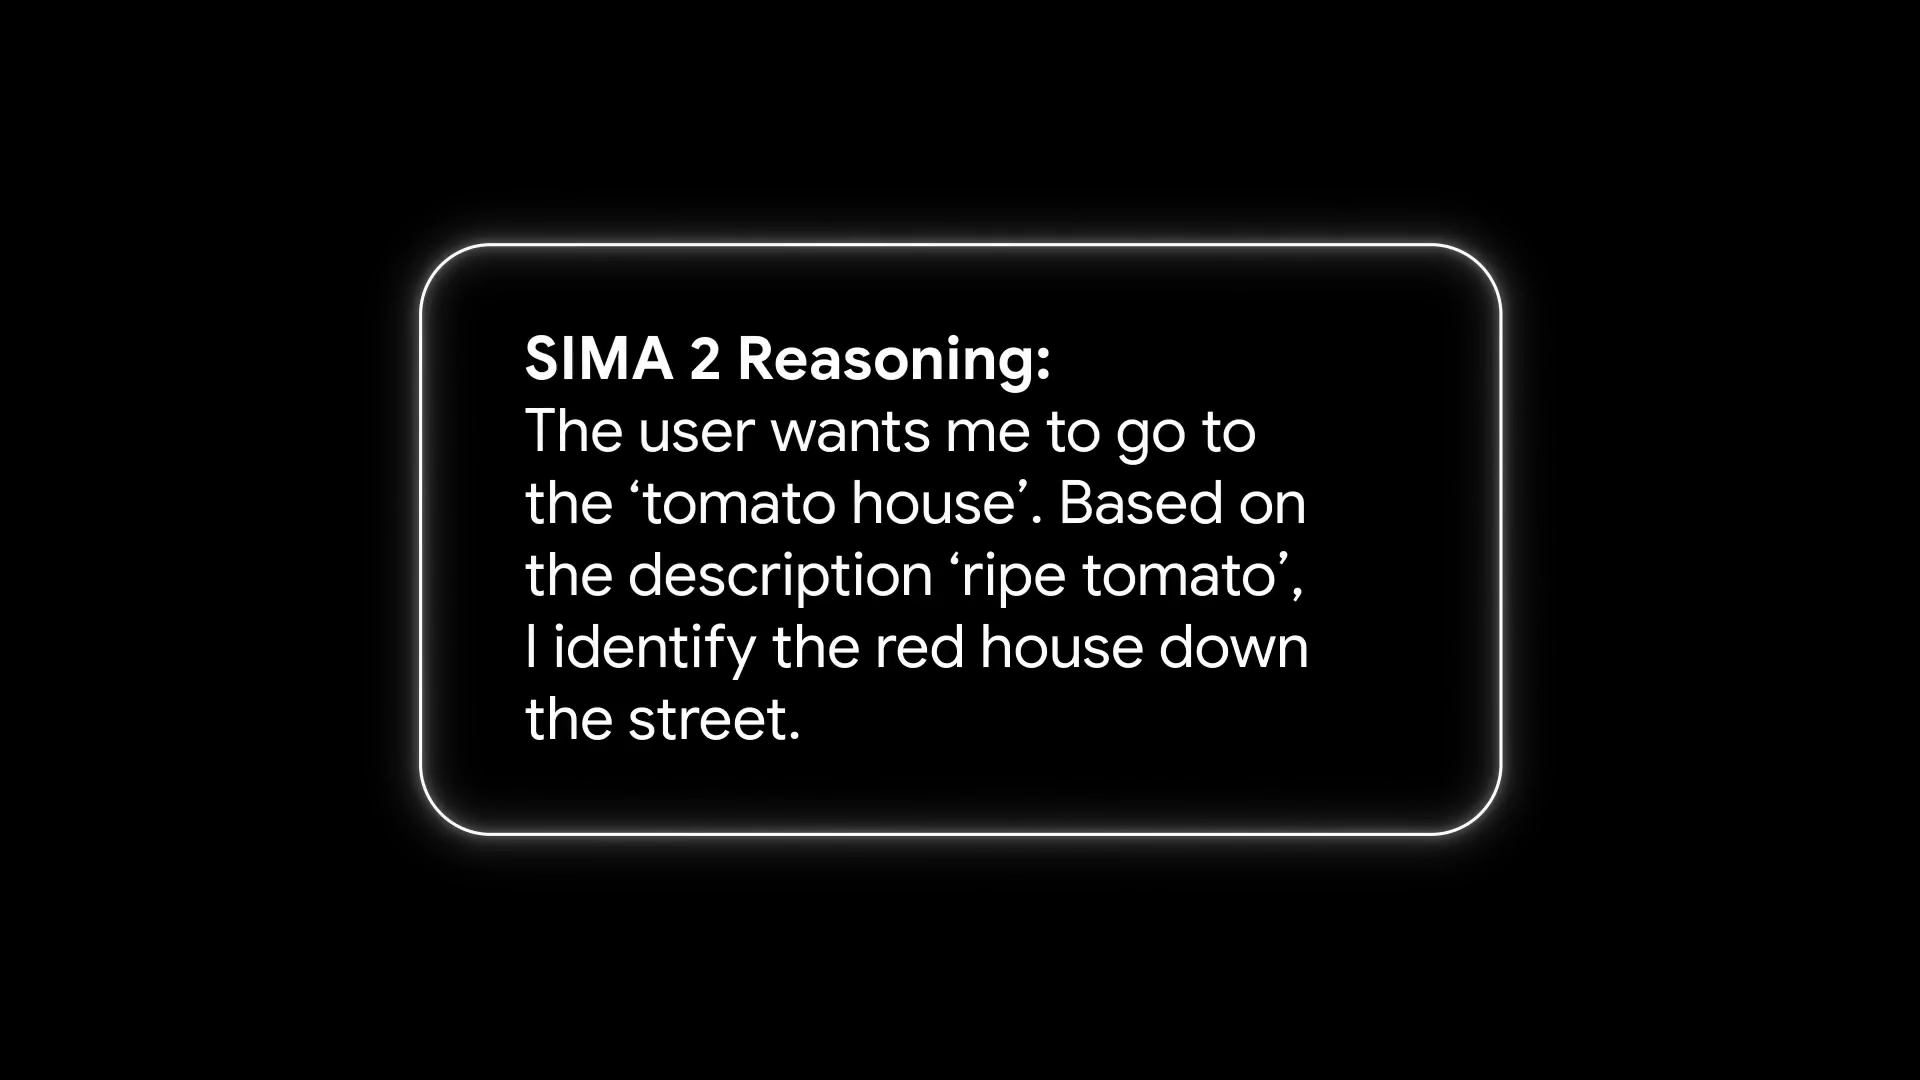 SIMA 2 Reasoning:
The user wants me to go to
the ‘tomato house’. Based on
the description ‘ripe tomato’,
I identify the red house down
the street.